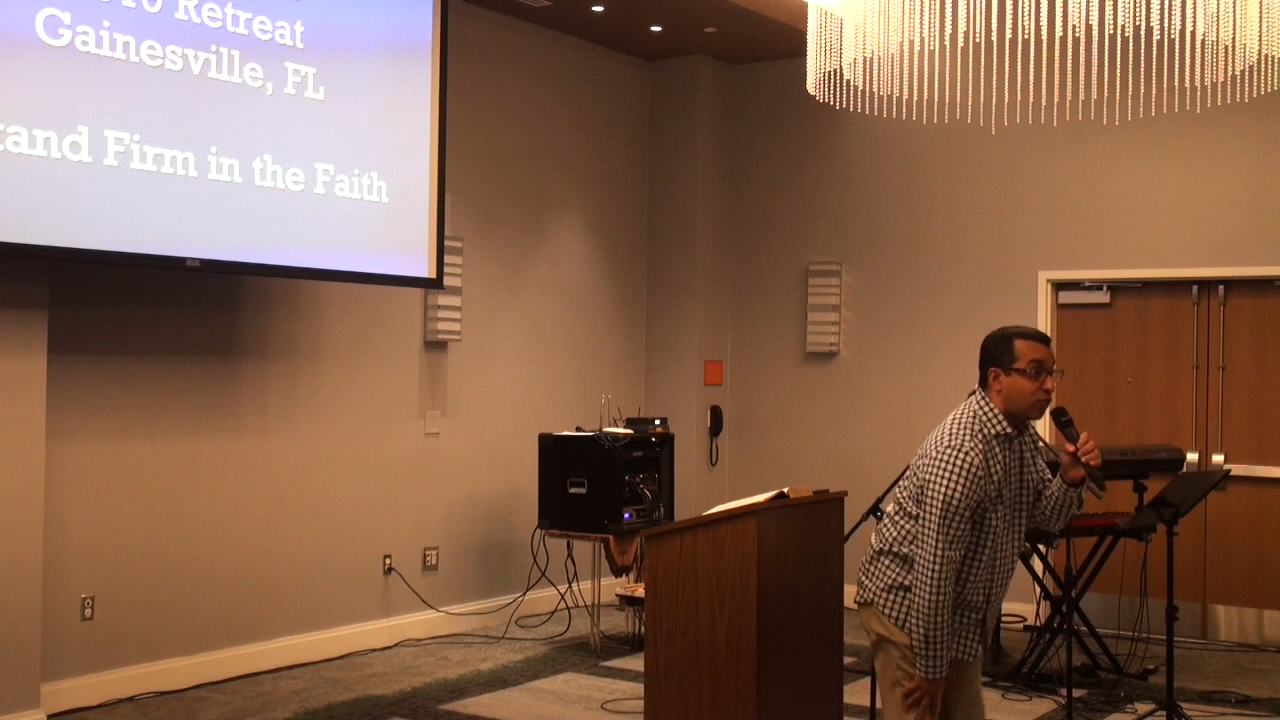 Retreat
Gainesville, FL
tand Firm in the Faith